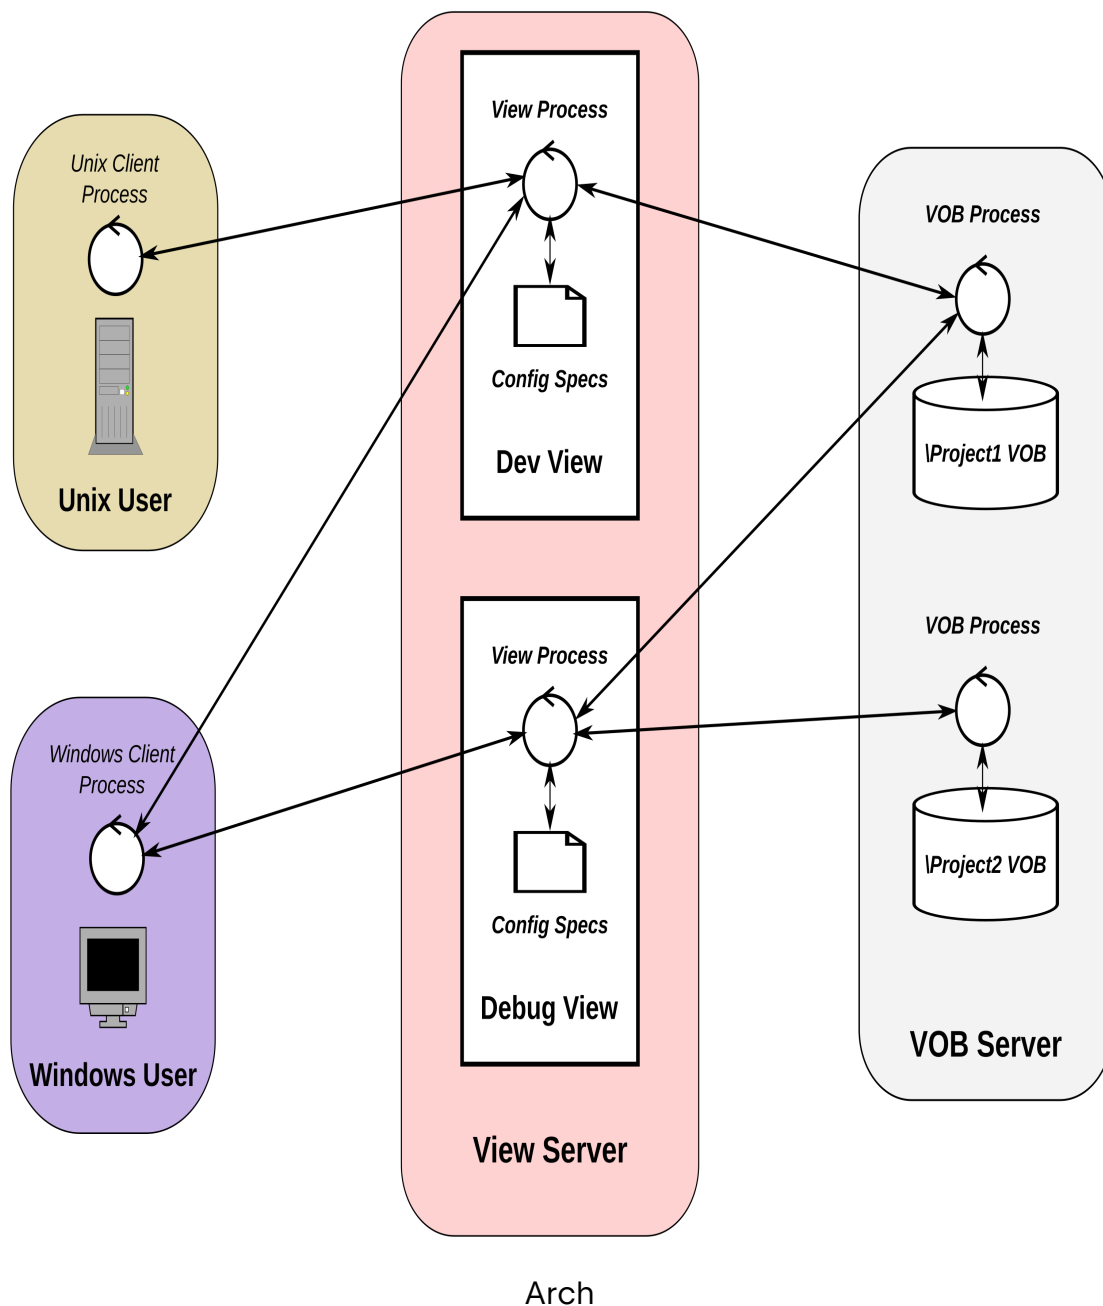 Unix Client
Process
Unix User
Windows Client
Process
Windows User
View Process
Config Specs
Dev View
View Process
Config Specs
Debug View
View Server
VOB Process
\Project1 VOB
VOB Process
\Project2 VOB
VOB Server
Arch